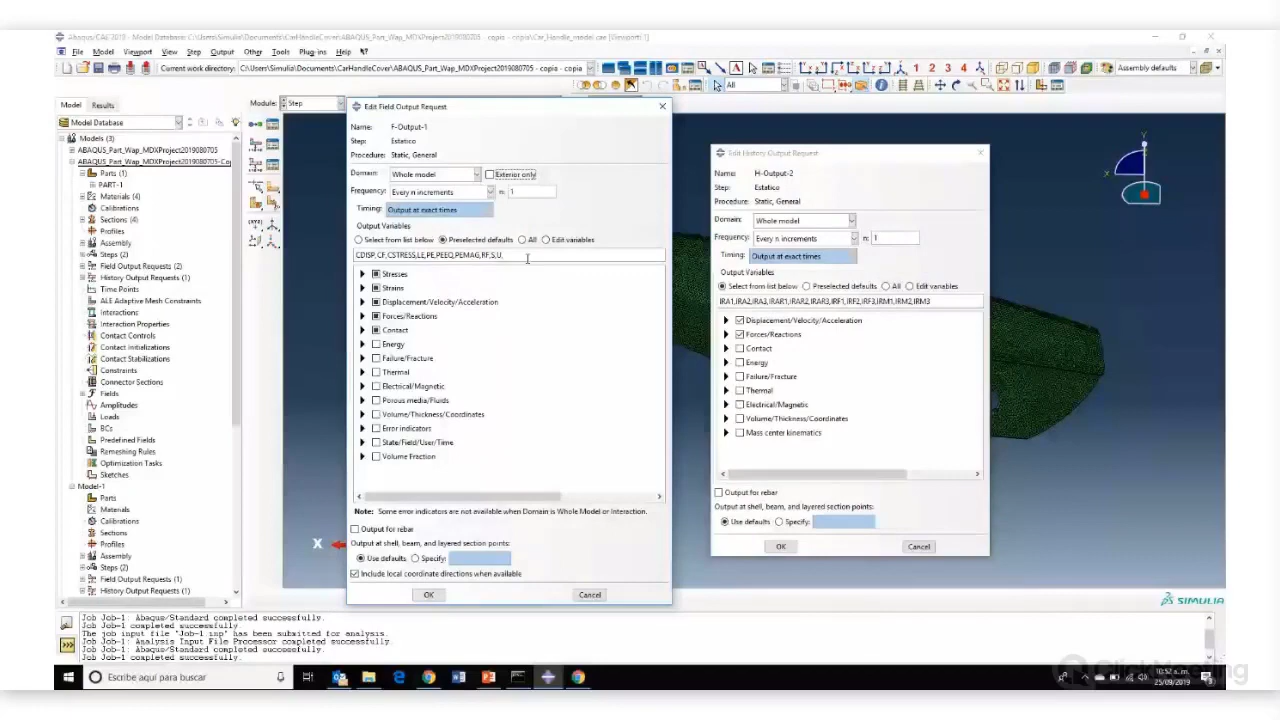 Abaqus/CAE 2019 - Model Database: C:\Users\Simulia\Documents\CarHandleCover\ABAQUS_Part_Wap_MDXProject2019080705 - copia - copia\Car_Handle_model.cae [Viewport: 1]
File Model Viewport View Step Output Other Tools Plug-ins Help
Current work directory: C:\Users\Simulia\Documents\CarHandleCover\ABAQUS_Part_Wap_MDXProject2019080705 - copia - copia
1 2 3 4
Assembly defaults
All
Model Results
Module: Step
Model Database
Models (3)
ABAQUS_Part_Wap_MDXProject2019080705
ABAQUS_Part_Wap_MDXProject2019080705-Cop
Parts (1)
PART-1
Materials (4)
Calibrations
Sections (4)
Profiles
Assembly
Steps (2)
Field Output Requests (2)
History Output Requests (1)
Time Points
ALE Adaptive Mesh Constraints
Interactions
Interaction Properties
Contact Controls
Contact Initializations
Contact Stabilizations
Constraints
Connector Sections
Fields
Amplitudes
Loads
BCs
Predefined Fields
Remeshing Rules
Optimization Tasks
Sketches
Model-1
Parts
Materials
Calibrations
Sections
Profiles
Assembly
Steps (2)
Field Output Requests (1)
History Output Requests (1)
Edit Field Output Request
Name: F-Output-1
Step: Estatico
Procedure: Static, General
Domain: Whole model Exterior only
Frequency: Every n increments n: 1
Timing: Output at exact times
Output Variables
Select from list below Preselected defaults All Edit variables
CDISP,CF,CSTRESS,LE,PE,PEEQ,PEMAG,RF,S,U,
Stresses
Strains
Displacement/Velocity/Acceleration
Forces/Reactions
Contact
Energy
Failure/Fracture
Thermal
Electrical/Magnetic
Porous media/Fluids
Volume/Thickness/Coordinates
Error indicators
State/Field/User/Time
Volume Fraction
Note: Some error indicators are not available when Domain is Whole Model or Interaction.
Output for rebar
Output at shell, beam, and layered section points:
Use defaults Specify:
Include local coordinate directions when available
OK Cancel
Edit History Output Request
Name: H-Output-2
Step: Estatico
Procedure: Static, General
Domain: Whole model
Frequency: Every n increments n: 1
Timing: Output at exact times
Output Variables
Select from list below Preselected defaults All Edit variables
IRA1,IRA2,IRA3,IRAR1,IRAR2,IRAR3,IRF1,IRF2,IRF3,IRM1,IRM2,IRM3
Displacement/Velocity/Acceleration
Forces/Reactions
Contact
Energy
Failure/Fracture
Thermal
Electrical/Magnetic
Volume/Thickness/Coordinates
Mass center kinematics
Output for rebar
Output at shell, beam, and layered section points:
Use defaults Specify:
OK Cancel
Y
X
X
SIMULIA
Job Job-1: Abaqus/Standard completed successfully.
Job Job-1 completed successfully.
The job input file "Job-1.inp" has been submitted for analysis.
Job Job-1: Analysis Input File Processor completed successfully.
Job Job-1: Abaqus/Standard completed successfully.
Job Job-1 completed successfully.
Escribe aquí para buscar
10:52 a. m.
25/09/2019
ClickMeeting